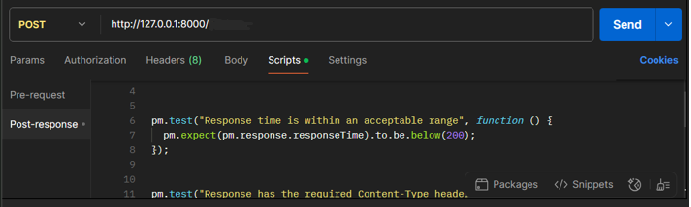 POST http://127.0.0.1:8000/ Send
Params Authorization Headers (8) Body Scripts Settings Cookies
Pre-request
Post-response
4
5
6 pm.test("Response time is within an acceptable range", function () {
7 pm.expect(pm.response.responseTime).to.be.below(200);
8 });
9
10
11 pm.test("Response has the required Content-Type heade
Packages Snippets